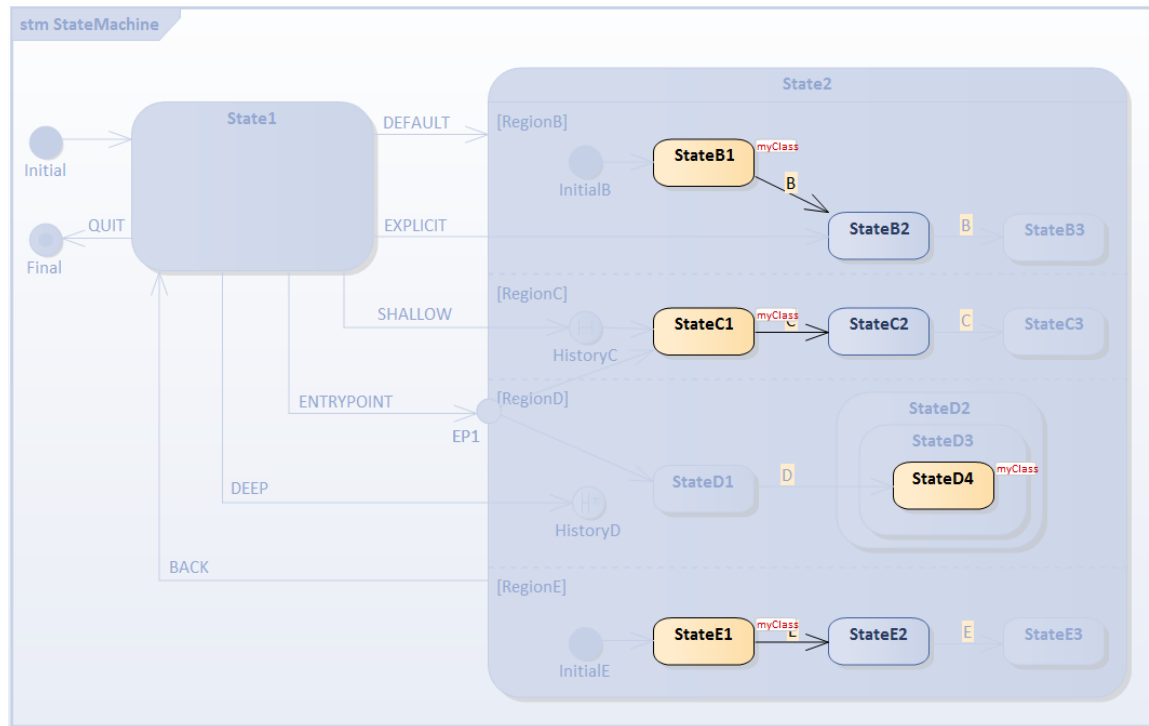 stm StateMachine
State1
State2
DEFAULT
[RegionB]
Initial
InitialB
StateB1
myClass
B
QUIT
EXPLICIT
StateB2
B
StateB3
Final
[RegionC]
SHALLOW
HistoryC
StateC1
myClass
C
StateC2
C
StateC3
ENTRYPOINT
[RegionD]
EP1
StateD2
StateD3
StateD1
D
StateD4
myClass
DEEP
HistoryD
BACK
[RegionE]
InitialE
StateE1
myClass
E
StateE2
E
StateE3